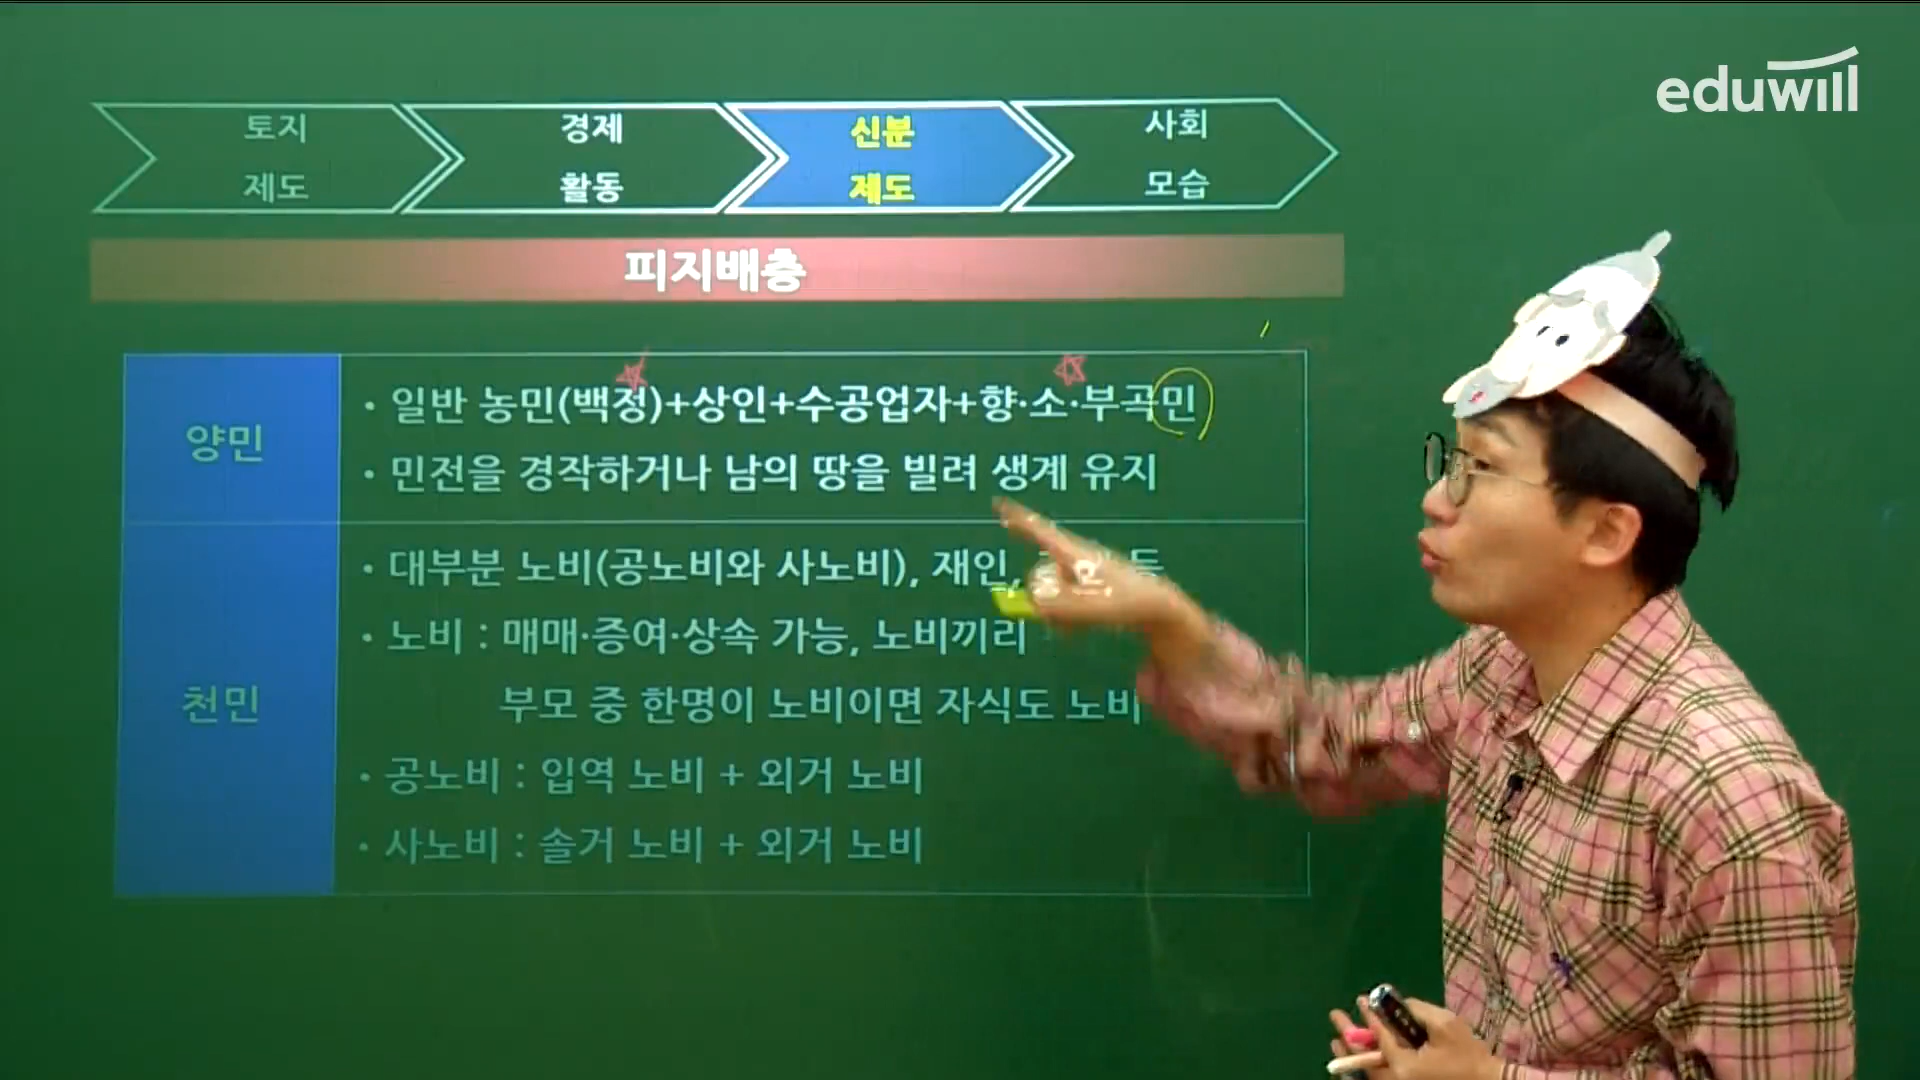 eduwill
토지
제도
경제
활동
신분
제도
사회
모습
피지배층
양민
• 일반 농민(백정)+상인+수공업자+향·소·부곡민
• 민전을 경작하거나 남의 땅을 빌려 생계 유지
천민
• 대부분 노비(공노비와 사노비), 재인, 등
• 노비 : 매매·증여·상속 가능, 노비끼리
부모 중 한명이 노비이면 자식도 노비
• 공노비 : 입역 노비 + 외거 노비
• 사노비 : 솔거 노비 + 외거 노비